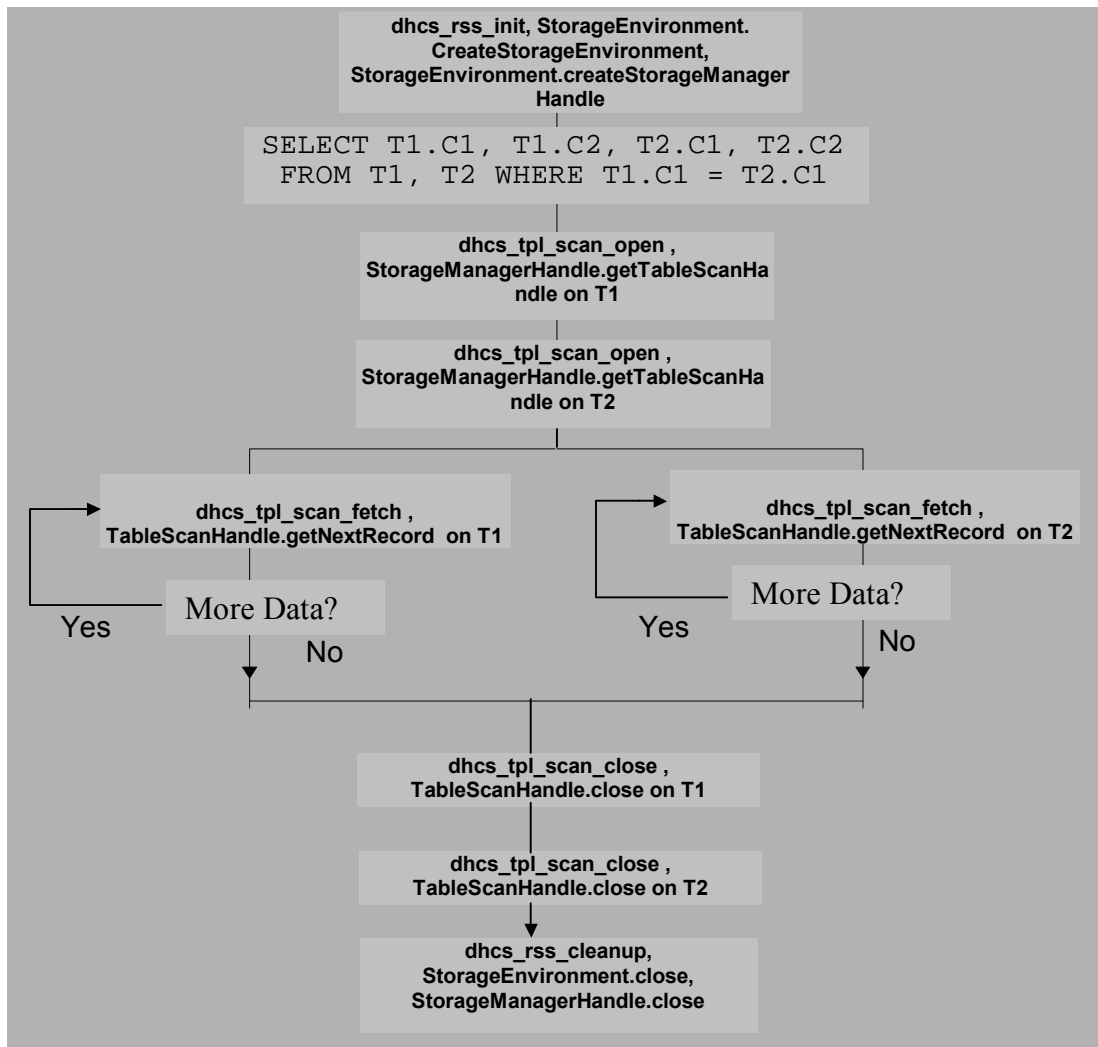 dhcs_rss_init, StorageEnvironment.
CreateStorageEnvironment,
StorageEnvironment.createStorageManager
Handle
SELECT T1.C1, T1.C2, T2.C1, T2.C2
FROM T1, T2 WHERE T1.C1 = T2.C1
dhcs_tpl_scan_open ,
StorageManagerHandle.getTableScanHa
ndle on T1
dhcs_tpl_scan_open ,
StorageManagerHandle.getTableScanHa
ndle on T2
dhcs_tpl_scan_fetch ,
TableScanHandle.getNextRecord on T1
More Data?
Yes
No
dhcs_tpl_scan_fetch ,
TableScanHandle.getNextRecord on T2
More Data?
Yes
No
dhcs_tpl_scan_close ,
TableScanHandle.close on T1
dhcs_tpl_scan_close ,
TableScanHandle.close on T2
dhcs_rss_cleanup,
StorageEnvironment.close,
StorageManagerHandle.close